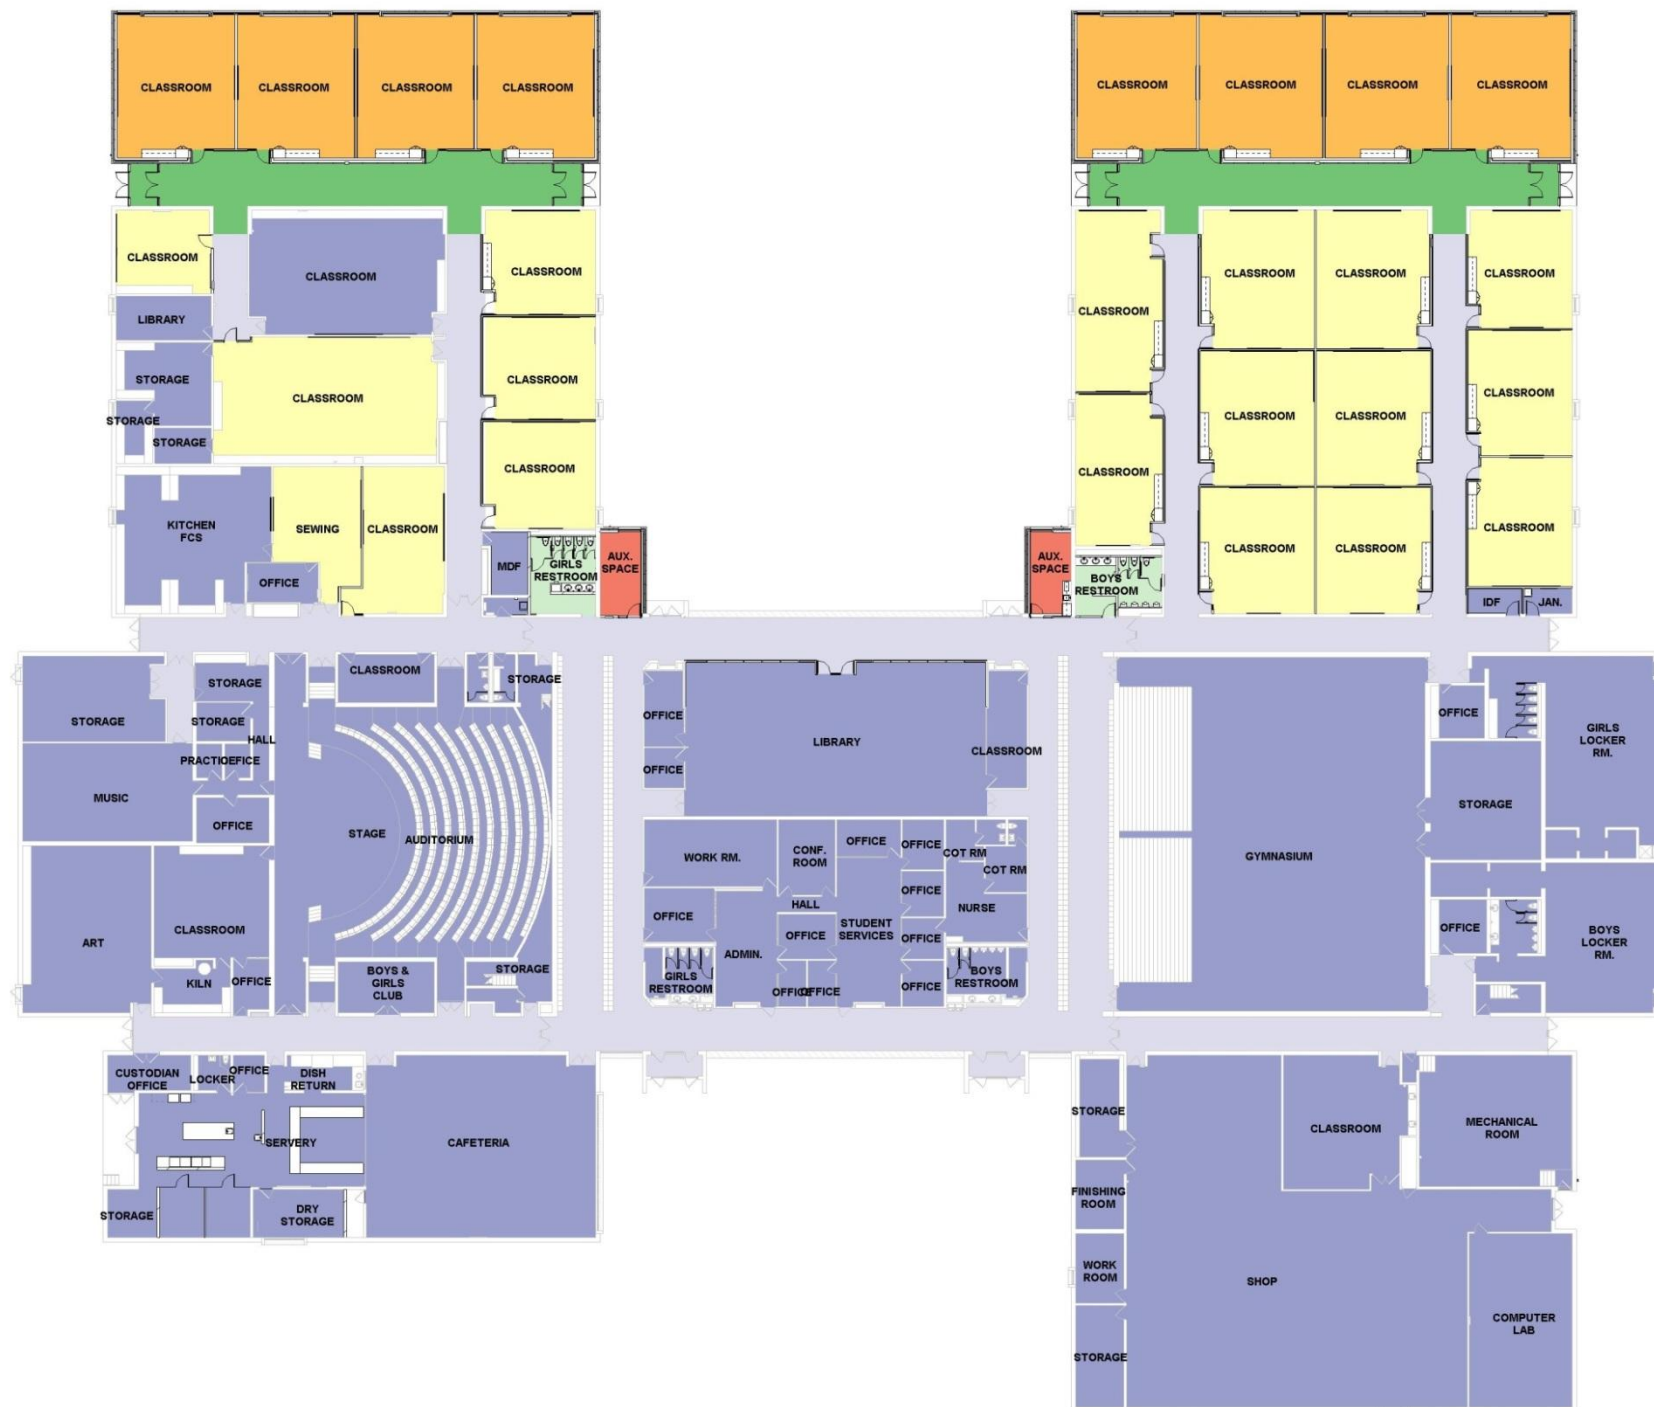 CLASSROOM
CLASSROOM
CLASSROOM
CLASSROOM
CLASSROOM
CLASSROOM
CLASSROOM
CLASSROOM
CLASSROOM
CLASSROOM
CLASSROOM
LIBRARY
STORAGE
CLASSROOM
CLASSROOM
STORAGE
STORAGE
CLASSROOM
KITCHEN
FCS
SEWING
CLASSROOM
OFFICE
MDF
GIRLS
RESTROOM
AUX.
SPACE
CLASSROOM
CLASSROOM
CLASSROOM
CLASSROOM
CLASSROOM
CLASSROOM
CLASSROOM
CLASSROOM
CLASSROOM
CLASSROOM
CLASSROOM
AUX.
SPACE
BOYS
RESTROOM
IDF
JAN.
STORAGE
STORAGE
STORAGE
HALL
PRACTI
OFFICE
MUSIC
OFFICE
CLASSROOM
STORAGE
STAGE
AUDITORIUM
ART
CLASSROOM
KILN
OFFICE
BOYS &
GIRLS
CLUB
STORAGE
OFFICE
OFFICE
LIBRARY
CLASSROOM
WORK RM.
CONF.
ROOM
OFFICE
OFFICE
COT RM
COT RM
OFFICE
HALL
OFFICE
STUDENT
SERVICES
NURSE
OFFICE
OFFICE
ADMIN.
GIRLS
RESTROOM
OFFICE
OFFICE
OFFICE
BOYS
RESTROOM
GYMNASIUM
OFFICE
GIRLS
LOCKER
RM.
STORAGE
OFFICE
BOYS
LOCKER
RM.
CUSTODIAN
OFFICE
LOCKER
OFFICE
DISH
RETURN
SERVERY
CAFETERIA
STORAGE
DRY
STORAGE
STORAGE
CLASSROOM
MECHANICAL
ROOM
FINISHING
ROOM
WORK
ROOM
SHOP
COMPUTER
LAB
STORAGE